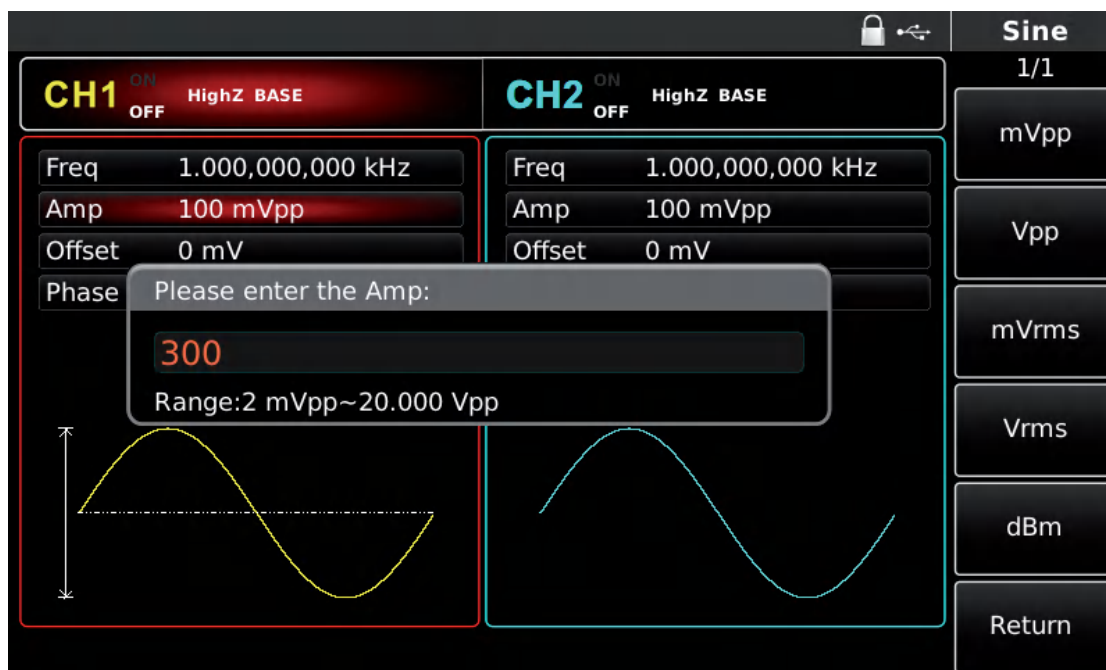 Sine
1/1
CH1 ON OFF HighZ BASE
CH2 ON OFF HighZ BASE
Freq 1.000,000,000 kHz
Amp 100 mVpp
Offset 0 mV
Phase
Freq 1.000,000,000 kHz
Amp 100 mVpp
Offset 0 mV
Please enter the Amp:
300
Range:2 mVpp~20.000 Vpp
mVpp
Vpp
mVrms
Vrms
dBm
Return